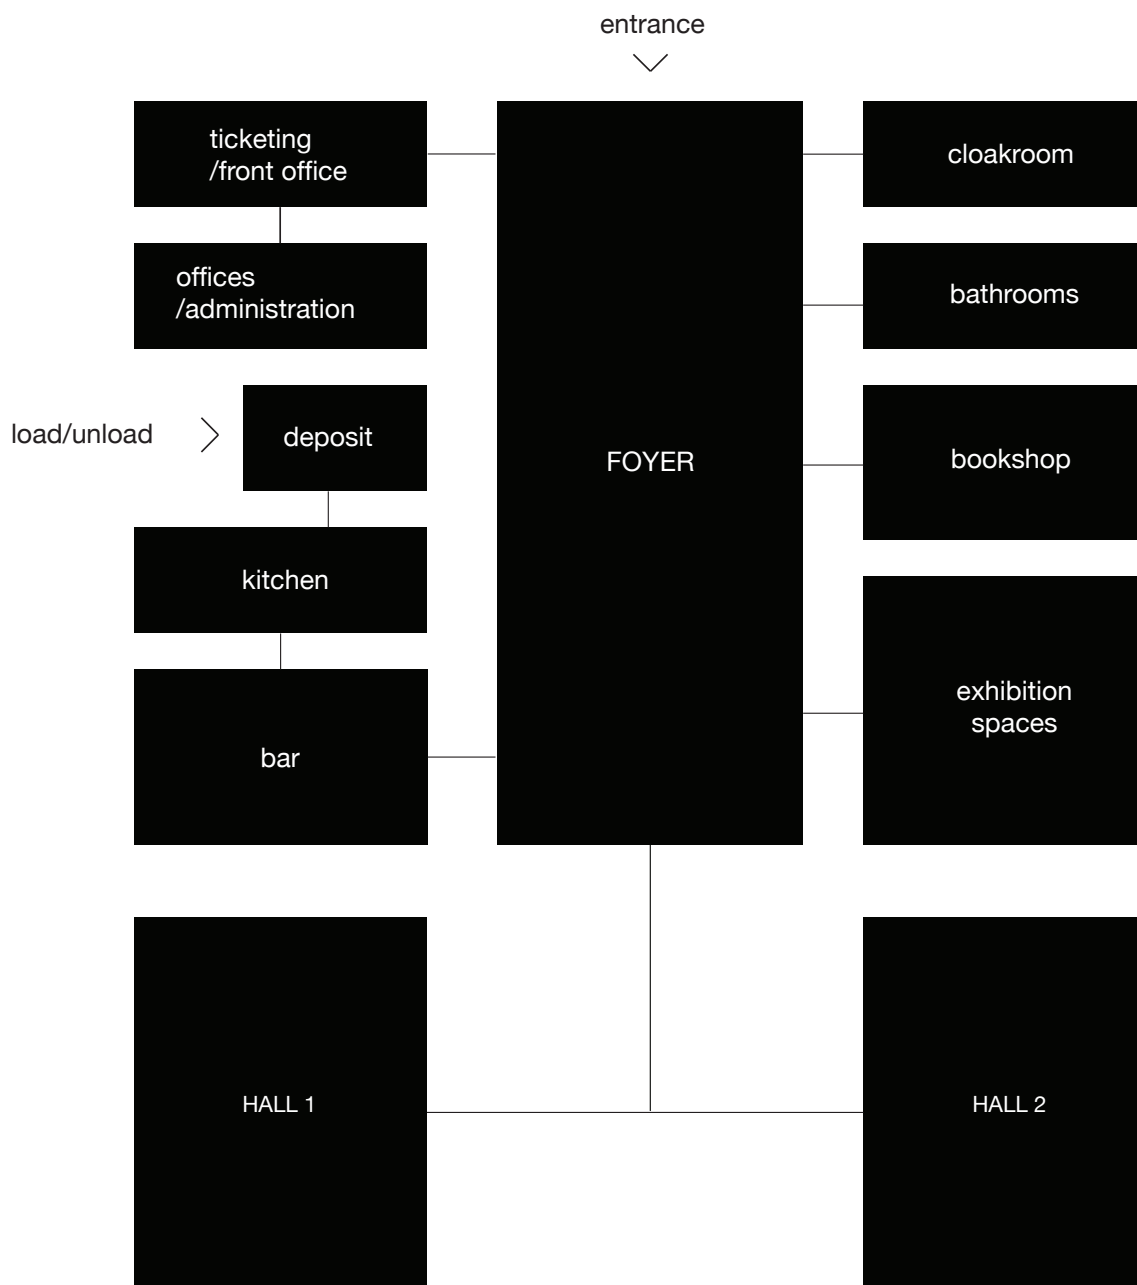 entrance
ticketing
/front office
cloakroom
offices
/administration
bathrooms
load/unload
deposit
FOYER
bookshop
kitchen
exhibition
spaces
bar
HALL 1
HALL 2